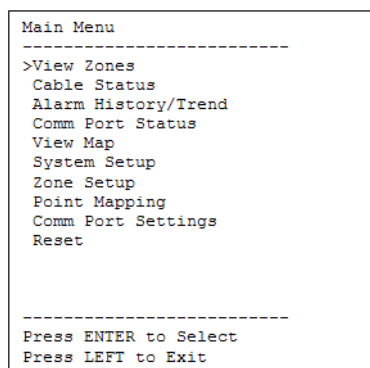 Main Menu
--------------------------
>View Zones
Cable Status
Alarm History/Trend
Comm Port Status
View Map
System Setup
Zone Setup
Point Mapping
Comm Port Settings
Reset
--------------------------
Press ENTER to Select
Press LEFT to Exit